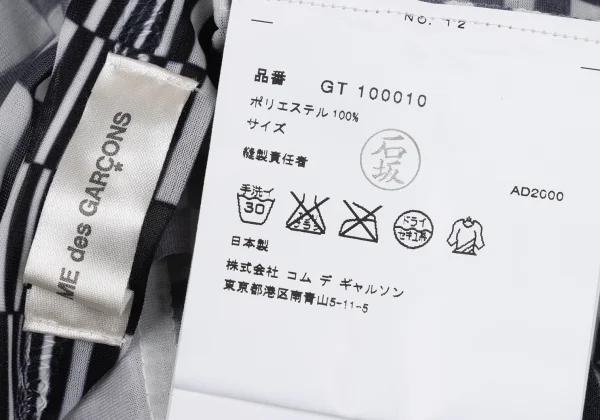 NO. 12
品番 GT 100010
ポリエステル 100%
サイズ
縫製責任者
石坂
AD2000
手洗イ
30
ドライ
セキユ系
日本製
株式会社 コム デ ギャルソン
東京都港区南青山5-11-5
ME des GARÇONS
*